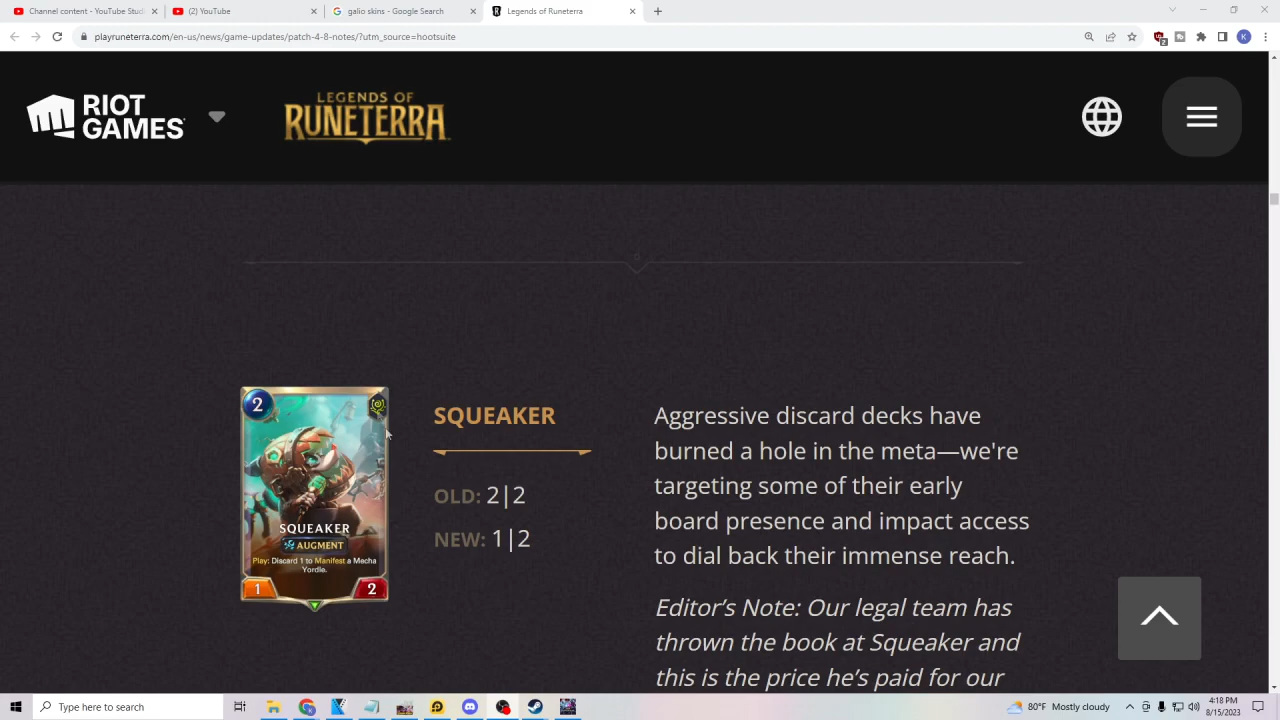 Channel content - YouTube Stud
(2) YouTube
galio skins - Google Search
Legends of Runeterra
playruneterra.com/en-us/news/game-updates/patch-4-8-notes/?utm_source=hootsuite
2
K
RIOT
GAMES
LEGENDS OF
RUNETERRA
2
SQUEAKER
AUGMENT
Play: Discard 1 to Manifest a Mecha
Yordle.
1
2
SQUEAKER
OLD: 2|2
NEW: 1|2
Aggressive discard decks have
burned a hole in the meta—we're
targeting some of their early
board presence and impact access
to dial back their immense reach.
Editor's Note: Our legal team has
thrown the book at Squeaker and
this is the price he's paid for our
Type here to search
80°F Mostly cloudy
4:18 PM
8/15/2023